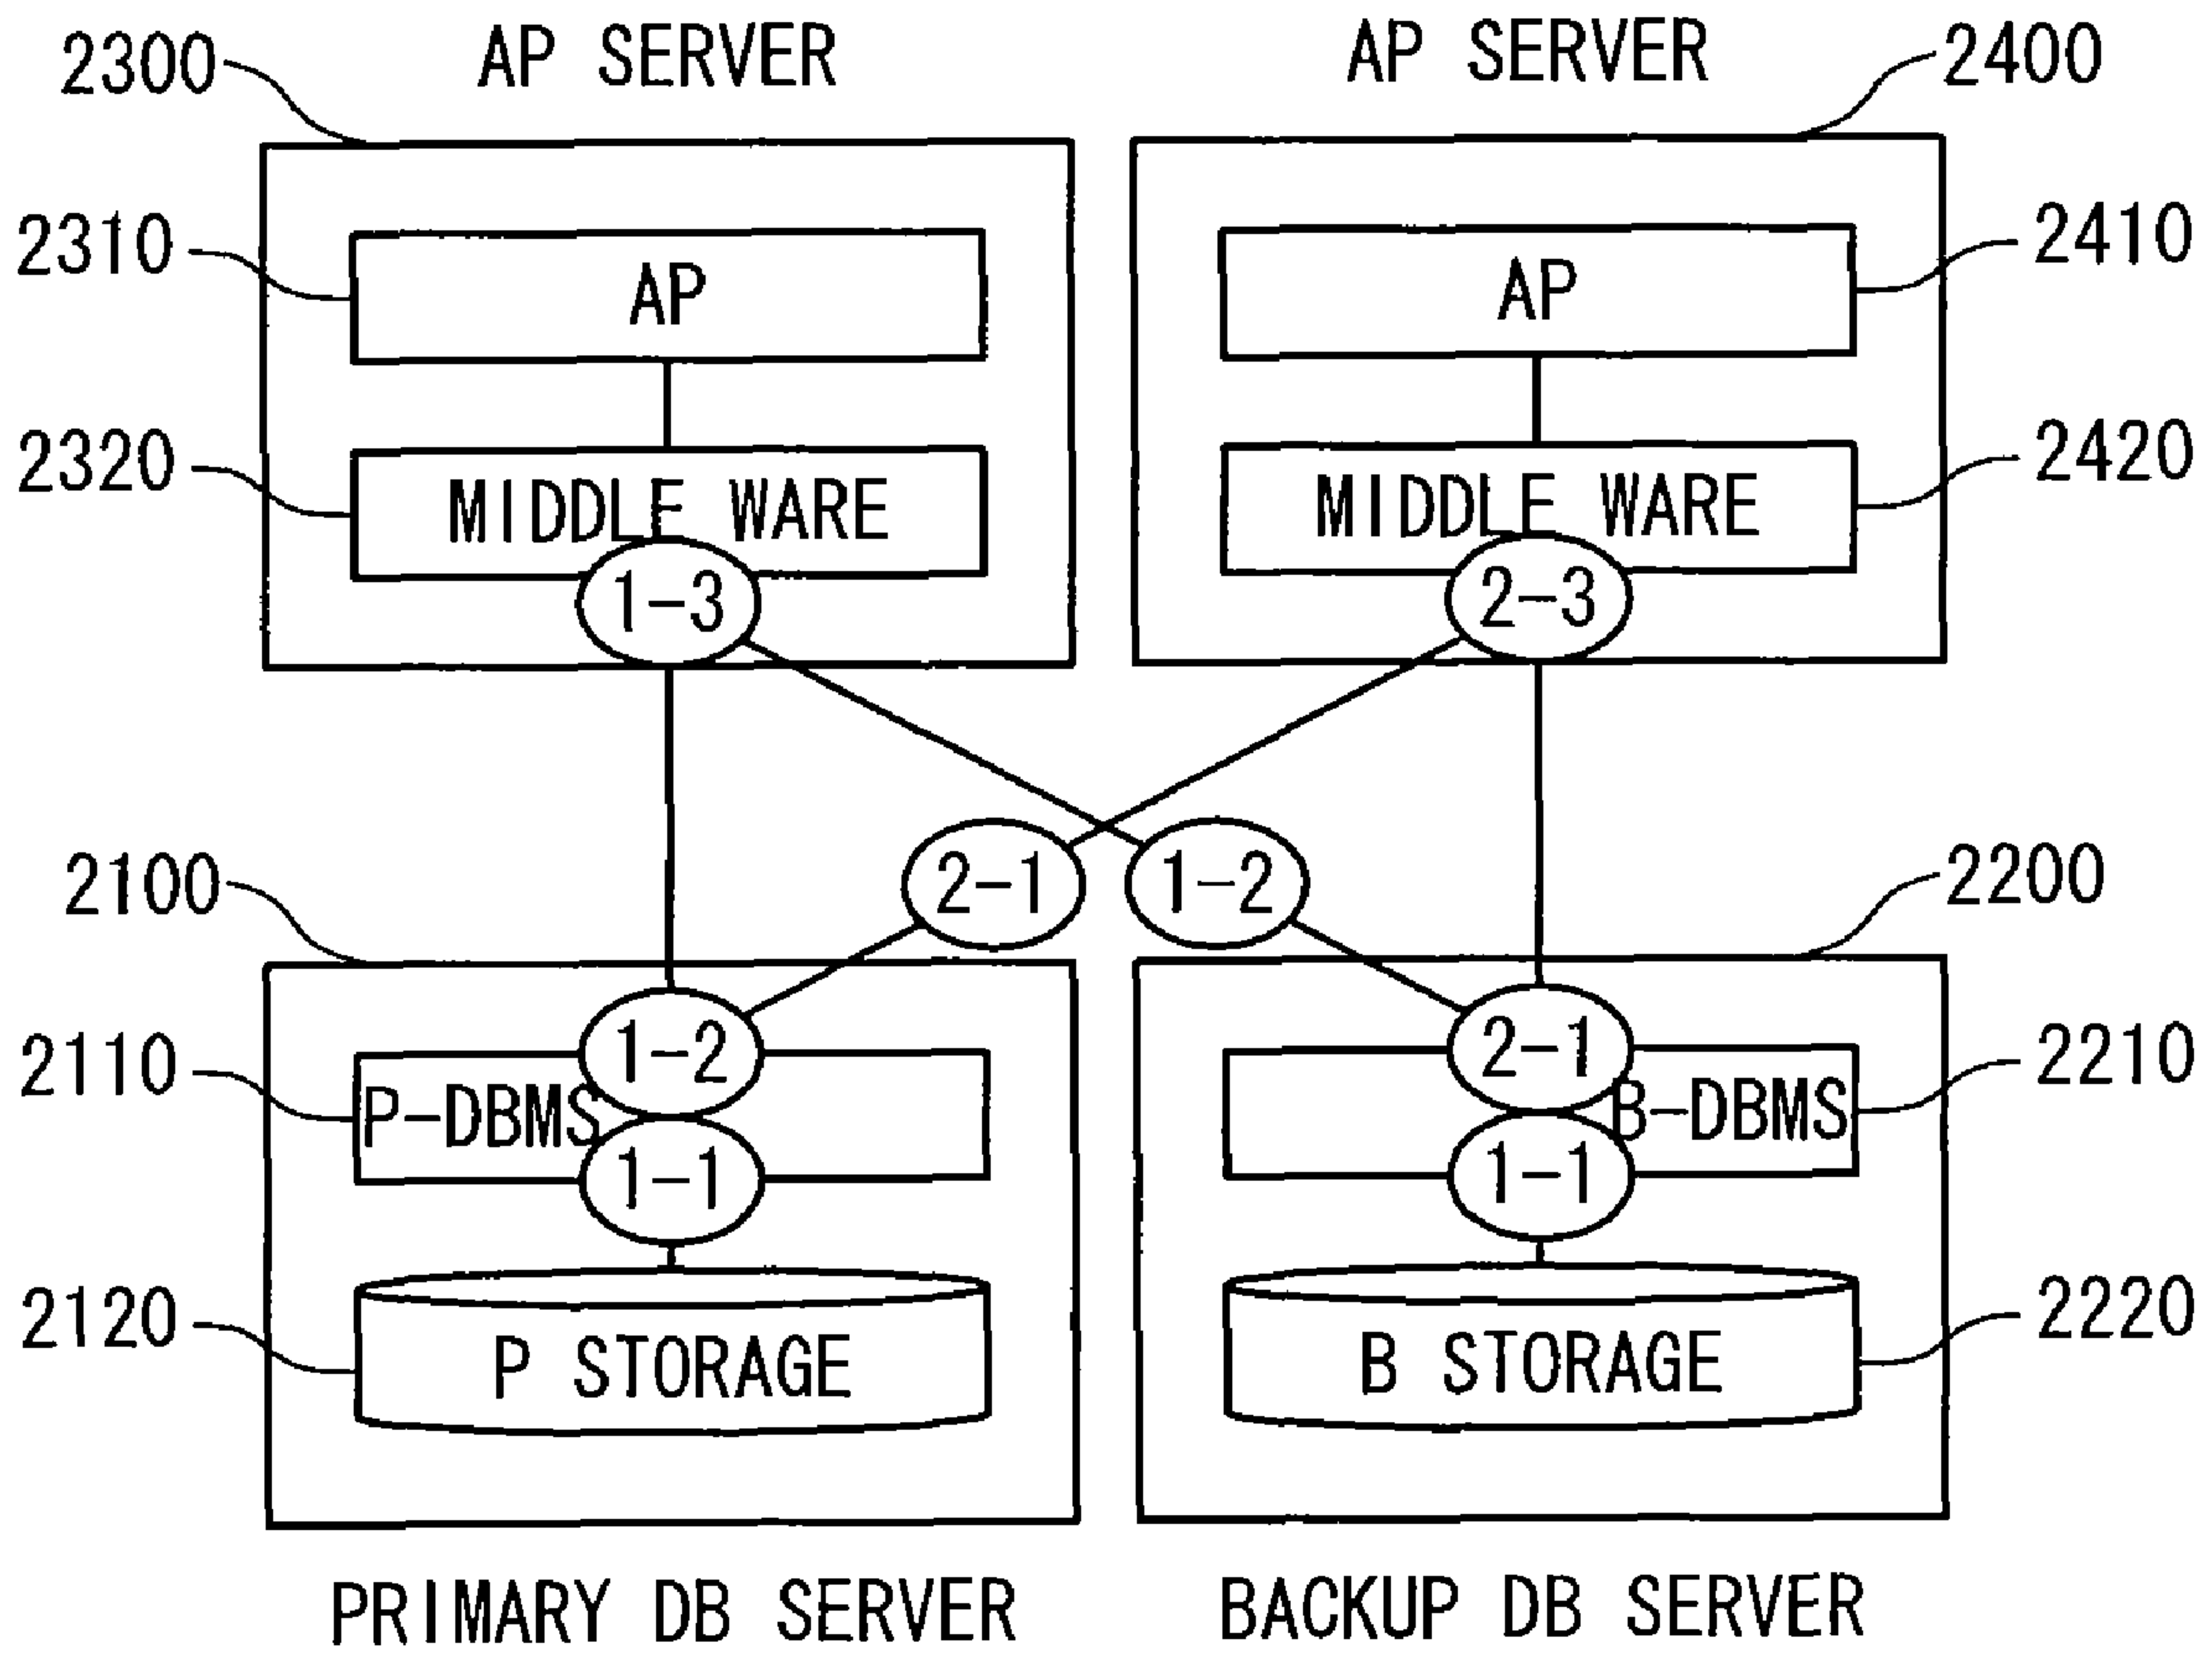 AP SERVER
AP SERVER
2300
2400
2310
AP
AP
2410
2320
MIDDLE WARE
MIDDLE WARE
2420
1-3
2-3
2100
2-1
1-2
2200
2110
1-2
P-DBMS
1-1
2-1
B-DBMS
1-1
2210
2120
P STORAGE
B STORAGE
2220
PRIMARY DB SERVER
BACKUP DB SERVER